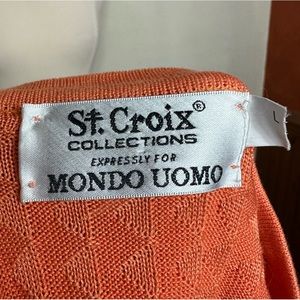 St. Croix®
COLLECTIONS
EXPRESSLY FOR
MONDO UOMO
L